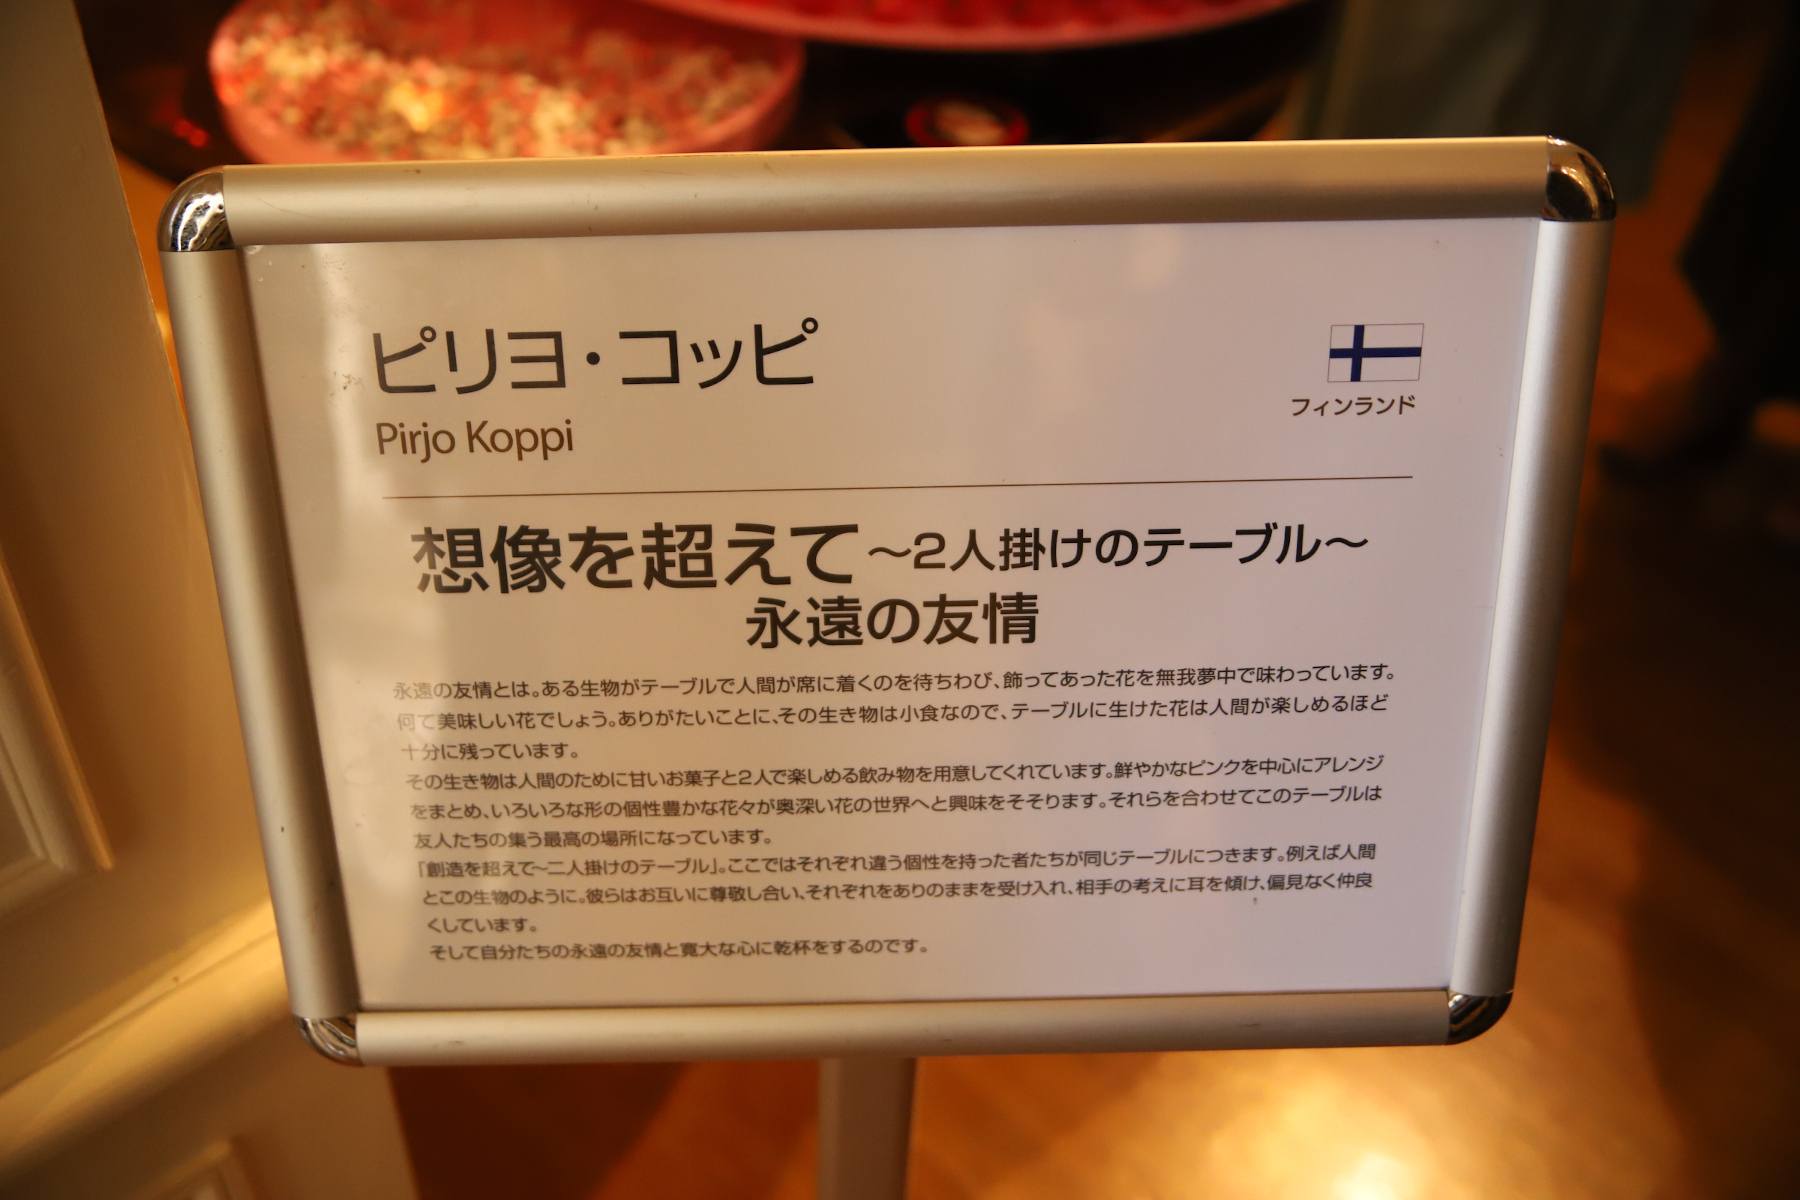 ピリヨ・コッピ
Pirjo Koppi
フィンランド
想像を超えて～2人掛けのテーブル～
永遠の友情
永遠の友情とは。ある生物がテーブルで人間が席に着くのを待ちわび、飾ってあった花を無我夢中で味わっています。
何て美味しい花でしょう。ありがたいことに、その生き物は小食なので、テーブルに生けた花は人間が楽しめるほど
十分に残っています。
その生き物は人間のために甘いお菓子と2人で楽しめる飲み物を用意してくれています。鮮やかなピンクを中心にアレンジ
をまとめ、いろいろな形の個性豊かな花々が奥深い花の世界へと興味をそそります。それらを合わせてこのテーブルは
友人たちの集う最高の場所になっています。
「創造を超えて～二人掛けのテーブル」。ここではそれぞれ違う個性を持った者たちが同じテーブルにつきます。例えば人間
とこの生物のように。彼らはお互いに尊敬し合い、それぞれをありのままを受け入れ、相手の考えに耳を傾け、偏見なく仲良
くしています。
そして自分たちの永遠の友情と寛大な心に乾杯をするのです。